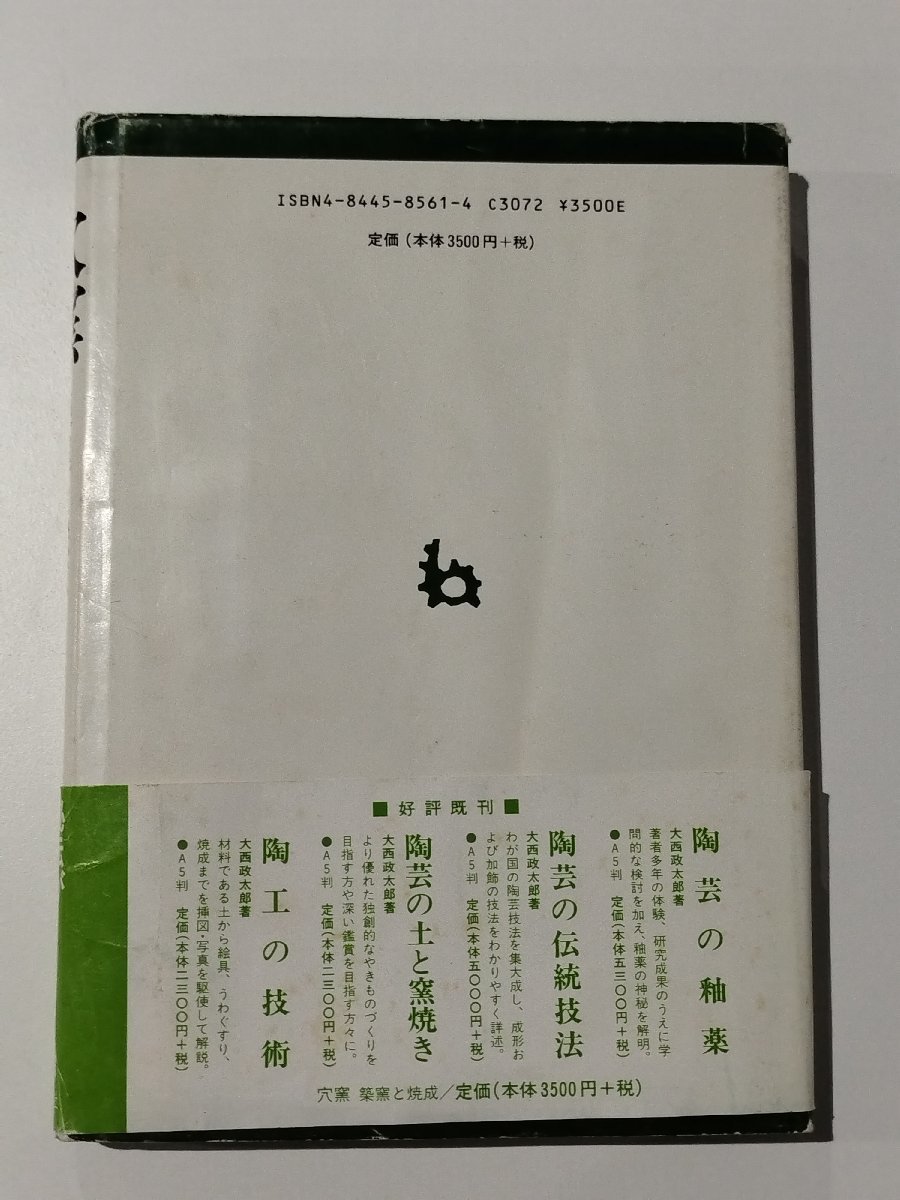 ISBN4-8445-8561-4 C3072 ¥3500E
定価(本体3500円+税)
■好評既刊■
陶芸の釉薬
大西政太郎著
著者多年の体験、研究成果のうえに学
問的な検討を加え、釉薬の神秘を解明。
●A5判 定価(本体五三〇〇円+税)
陶芸の伝統技法
大西政太郎著
わが国の陶芸技法を集大成し、成形お
よび加飾の技法をわかりやすく詳述。
●A5判 定価(本体五〇〇〇円+税)
陶芸の土と窯焼き
大西政太郎著
より優れた独創的なやきものづくりを
目指す方や深い鑑賞を目指す方々に。
●A5判 定価(本体二三〇〇円+税)
陶工の技術
大西政太郎著
材料である土から絵具、うわぐすり、
焼成までを挿図・写真を駆使して解説。
●A5判 定価(本体二三〇〇円+税)
穴窯 築窯と焼成/定価(本体3500円+税)